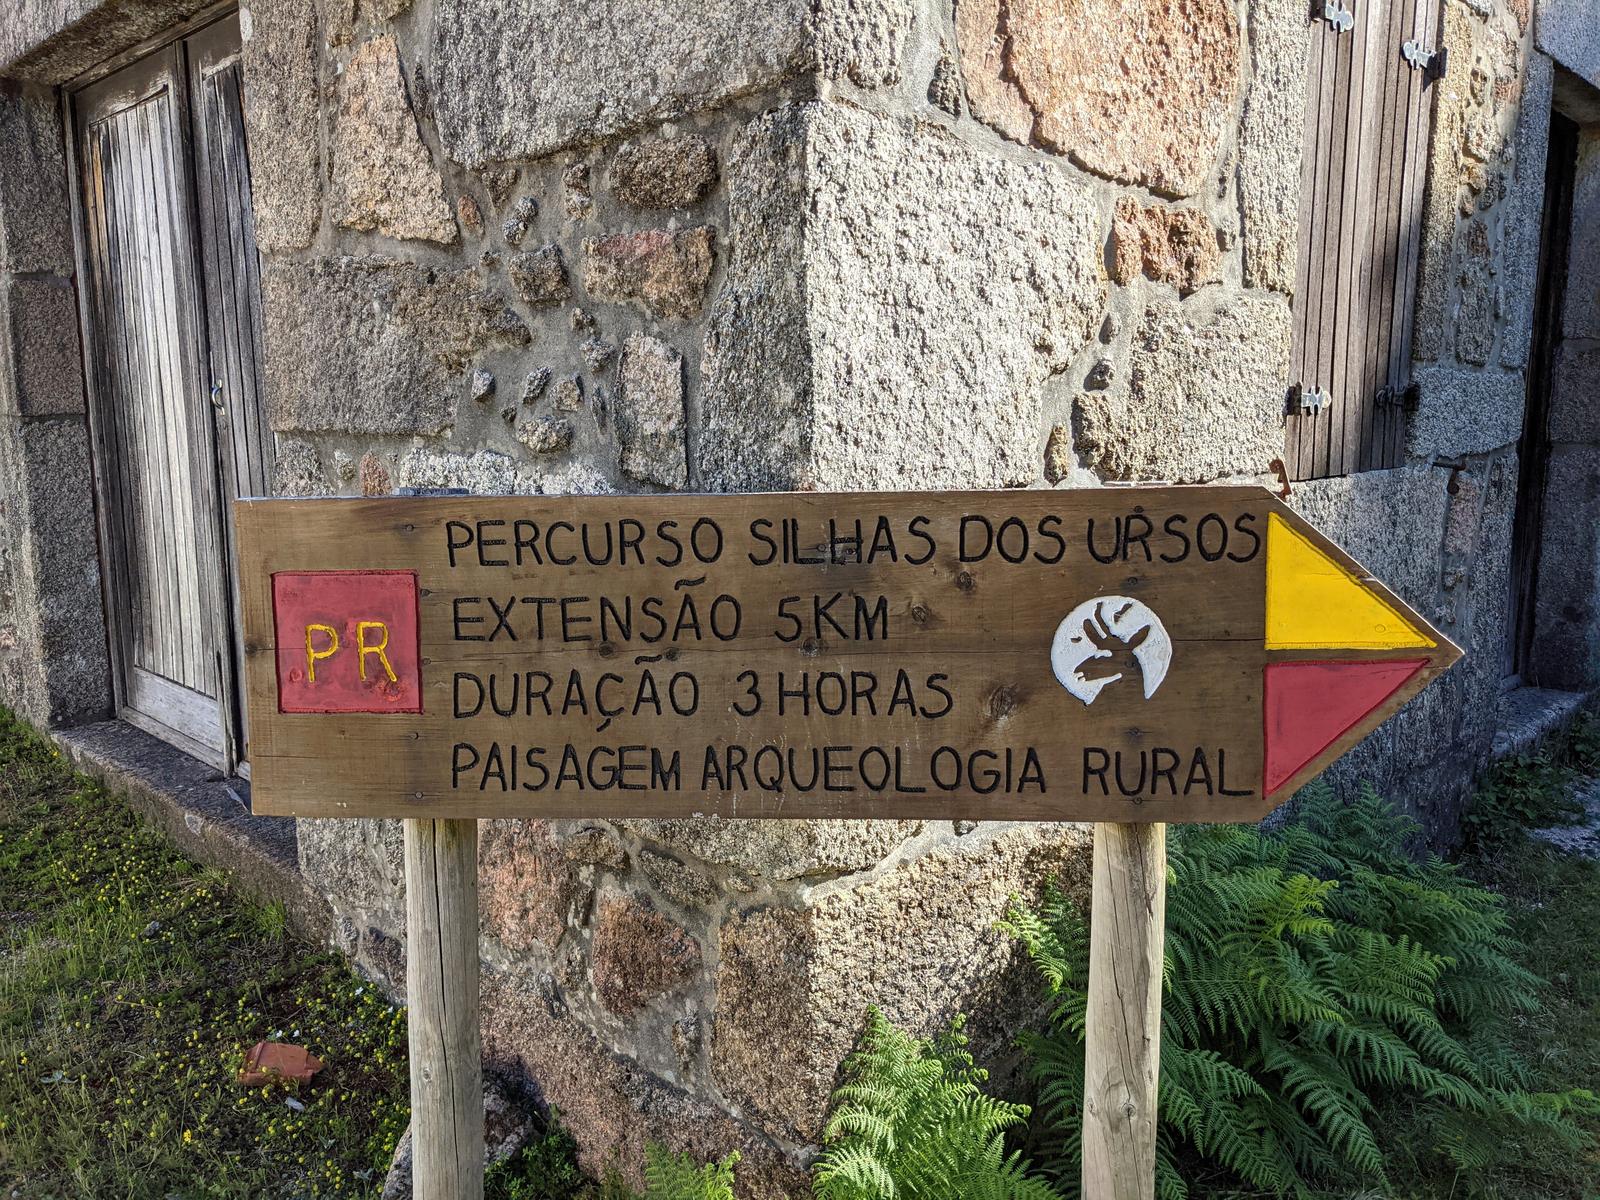 PERCURSO SILHAS DOS URSOS
EXTENSÃO 5KM
PR
DURAÇÃO 3 HORAS
PAISAGEM ARQUEOLOGIA RURAL